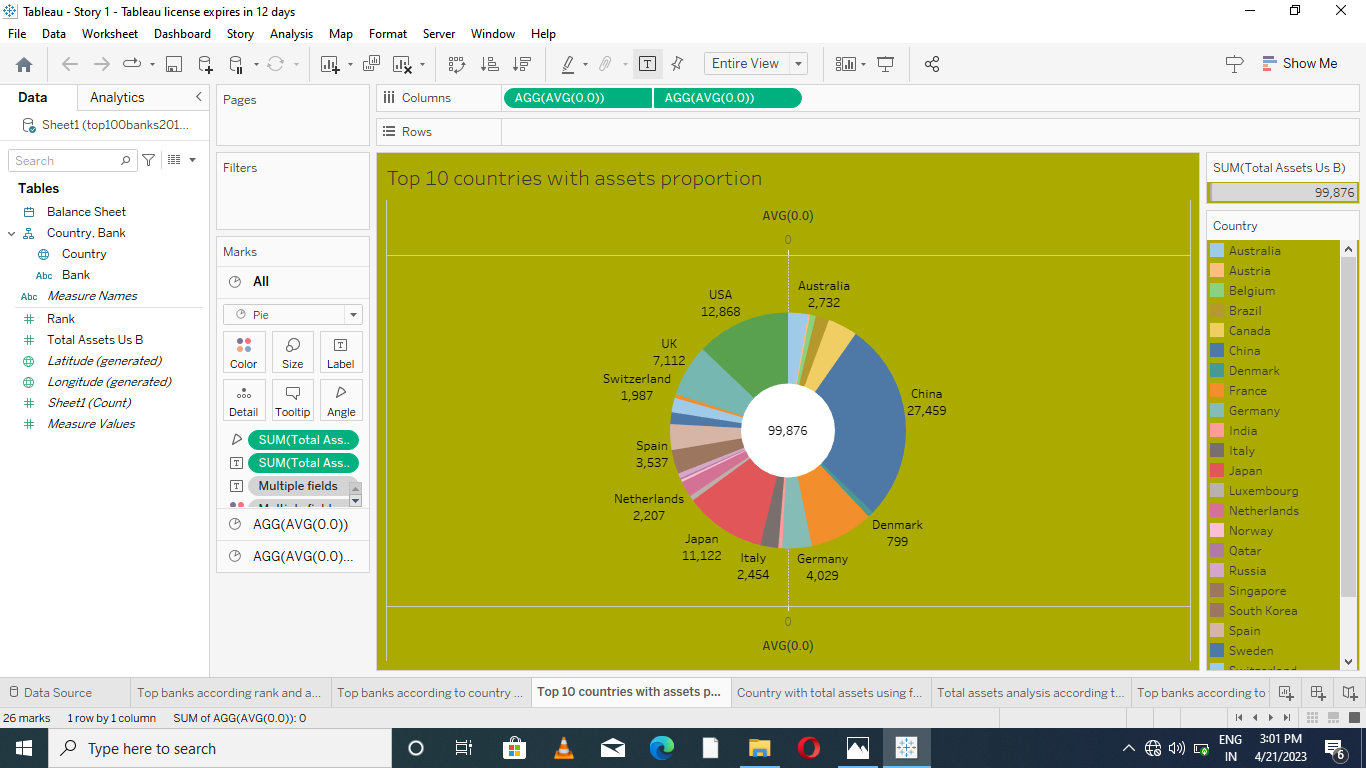 Tableau - Story 1 - Tableau license expires in 12 days
File Data Worksheet Dashboard Story Analysis Map Format Server Window Help
Entire View
Show Me
Data Analytics
Sheet1 (top100banks201...
Search
Tables
Balance Sheet
Country, Bank
Country
Abc Bank
Abc Measure Names
Rank
Total Assets Us B
Latitude (generated)
Longitude (generated)
Sheet1 (Count)
Measure Values
Pages
Filters
Marks
All
Pie
Color Size Label
Detail Tooltip Angle
SUM(Total Ass..
SUM(Total Ass..
Multiple fields
AGG(AVG(0.0))
AGG(AVG(0.0)...
Columns AGG(AVG(0.0)) AGG(AVG(0.0))
Rows
Top 10 countries with assets proportion
AVG(0.0)
0
USA
12,868
Australia
2,732
UK
7,112
Switzerland
1,987
China
27,459
99,876
Spain
3,537
Netherlands
2,207
Denmark
799
Japan
11,122
Italy
2,454
Germany
4,029
0
AVG(0.0)
SUM(Total Assets Us B)
99,876
Country
Australia
Austria
Belgium
Brazil
Canada
China
Denmark
France
Germany
India
Italy
Japan
Luxembourg
Netherlands
Norway
Qatar
Russia
Singapore
South Korea
Spain
Sweden
Switzerland
Data Source Top banks according rank and a... Top banks according to country ... Top 10 countries with assets p... Country with total assets using f... Total assets analysis according t... Top banks according to
26 marks 1 row by 1 column SUM of AGG(AVG(0.0)): 0
Type here to search
ENG
IN
3:01 PM
4/21/2023
6